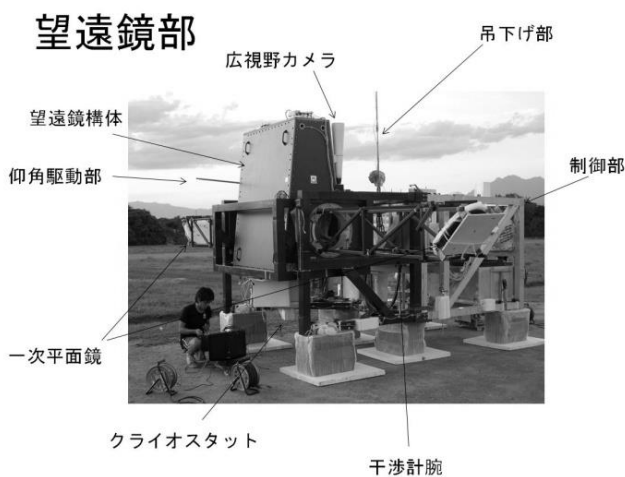 望遠鏡部
吊下げ部
広視野カメラ
望遠鏡構体
仰角駆動部
制御部
一次平面鏡
クライオスタット
干渉計腕